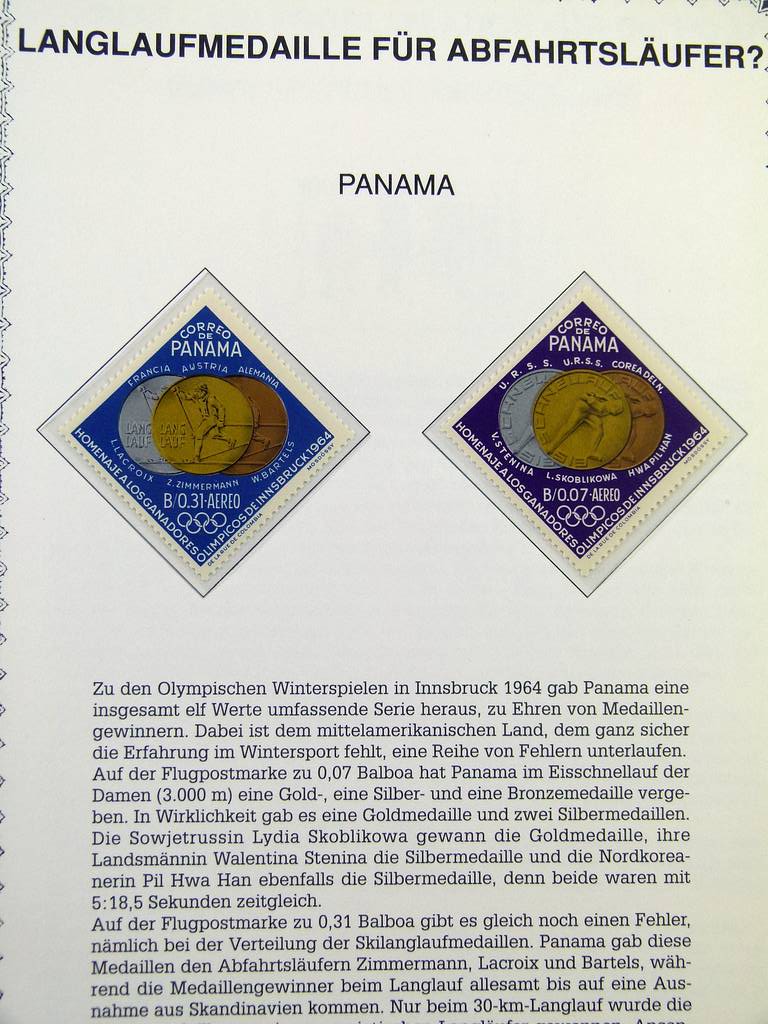 LANGLAUFMEDAILLE FÜR ABFAHRTSLÄUFER?
PANAMA
CORREO
DE
PANAMA
FRANCIA AUSTRIA ALEMANIA
LANG
LAUF
LANG
LAUF
L.LACROIX Z.ZIMMERMANN W.BARTELS
B/0.31-AEREO
HOMENAJE A LOS GANADORES
OLIMPICOS DE INNSBRUCK 1964
DE LA RUE DE COLOMBIA
CORREO
DE
PANAMA
U.R.S.S. U.R.S.S. COREA DEL N.
V.STENINA L.SKOBLIKOWA HWA PIL HAN
B/0.07-AEREO
HOMENAJE A LOS GANADORES
OLIMPICOS DE INNSBRUCK 1964
DE LA RUE DE COLOMBIA
Zu den Olympischen Winterspielen in Innsbruck 1964 gab Panama eine
insgesamt elf Werte umfassende Serie heraus, zu Ehren von Medaillen-
gewinnern. Dabei ist dem mittelamerikanischen Land, dem ganz sicher
die Erfahrung im Wintersport fehlt, eine Reihe von Fehlern unterlaufen.
Auf der Flugpostmarke zu 0,07 Balboa hat Panama im Eisschnellauf der
Damen (3.000 m) eine Gold-, eine Silber- und eine Bronzemedaille verge-
ben. In Wirklichkeit gab es eine Goldmedaille und zwei Silbermedaillen.
Die Sowjetrussin Lydia Skoblikowa gewann die Goldmedaille, ihre
Landsmännin Walentina Stenina die Silbermedaille und die Nordkorea-
nerin Pil Hwa Han ebenfalls die Silbermedaille, denn beide waren mit
5:18,5 Sekunden zeitgleich.
Auf der Flugpostmarke zu 0,31 Balboa gibt es gleich noch einen Fehler,
nämlich bei der Verteilung der Skilanglaufmedaillen. Panama gab diese
Medaillen den Abfahrtsläufern Zimmermann, Lacroix und Bartels, wäh-
rend die Medaillengewinner beim Langlauf allesamt bis auf eine Aus-
nahme aus Skandinavien kommen. Nur beim 30-km-Langlauf wurde die